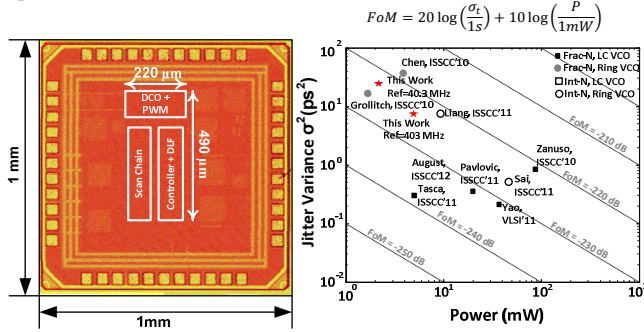 FoM = 20 log(σt/1s) + 10 log(P/1mW)
1 mm
220 µm
DCO +
PWM
490 µm
Scan Chain
Controller + DLF
1mm
Jitter Variance σ²(ps²)
10²
10¹
10⁰
10⁻¹
10⁻²
Chen, ISSCC'10
This Work
Ref=40.3 MHz
Grollitch, ISSCC'10
This Work
Ref=403 MHz
Liang, ISSCC'11
August,
ISSCC'12
Tasca,
ISSCC'11
Pavlovic,
ISSCC'11
Zanuso,
ISSCC'10
Sai,
ISSCC'11
Yao,
VLSI'11
Frac-N, LC VCO
Frac-N, Ring VCO
Int-N, LC VCO
Int-N, Ring VCO
FoM = -210 dB
FoM = -220 dB
FoM = -230 dB
FoM = -240 dB
FoM = -250 dB
10⁰
10¹
10²
10³
Power (mW)